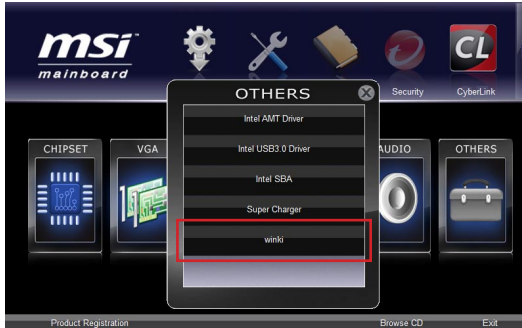 msi™
mainboard
Security
CyberLink
CL
OTHERS
Intel AMT Driver
Intel USB3.0 Driver
Intel SBA
Super Charger
winki
CHIPSET
VGA
AUDIO
OTHERS
Product Registration
Browse CD
Exit